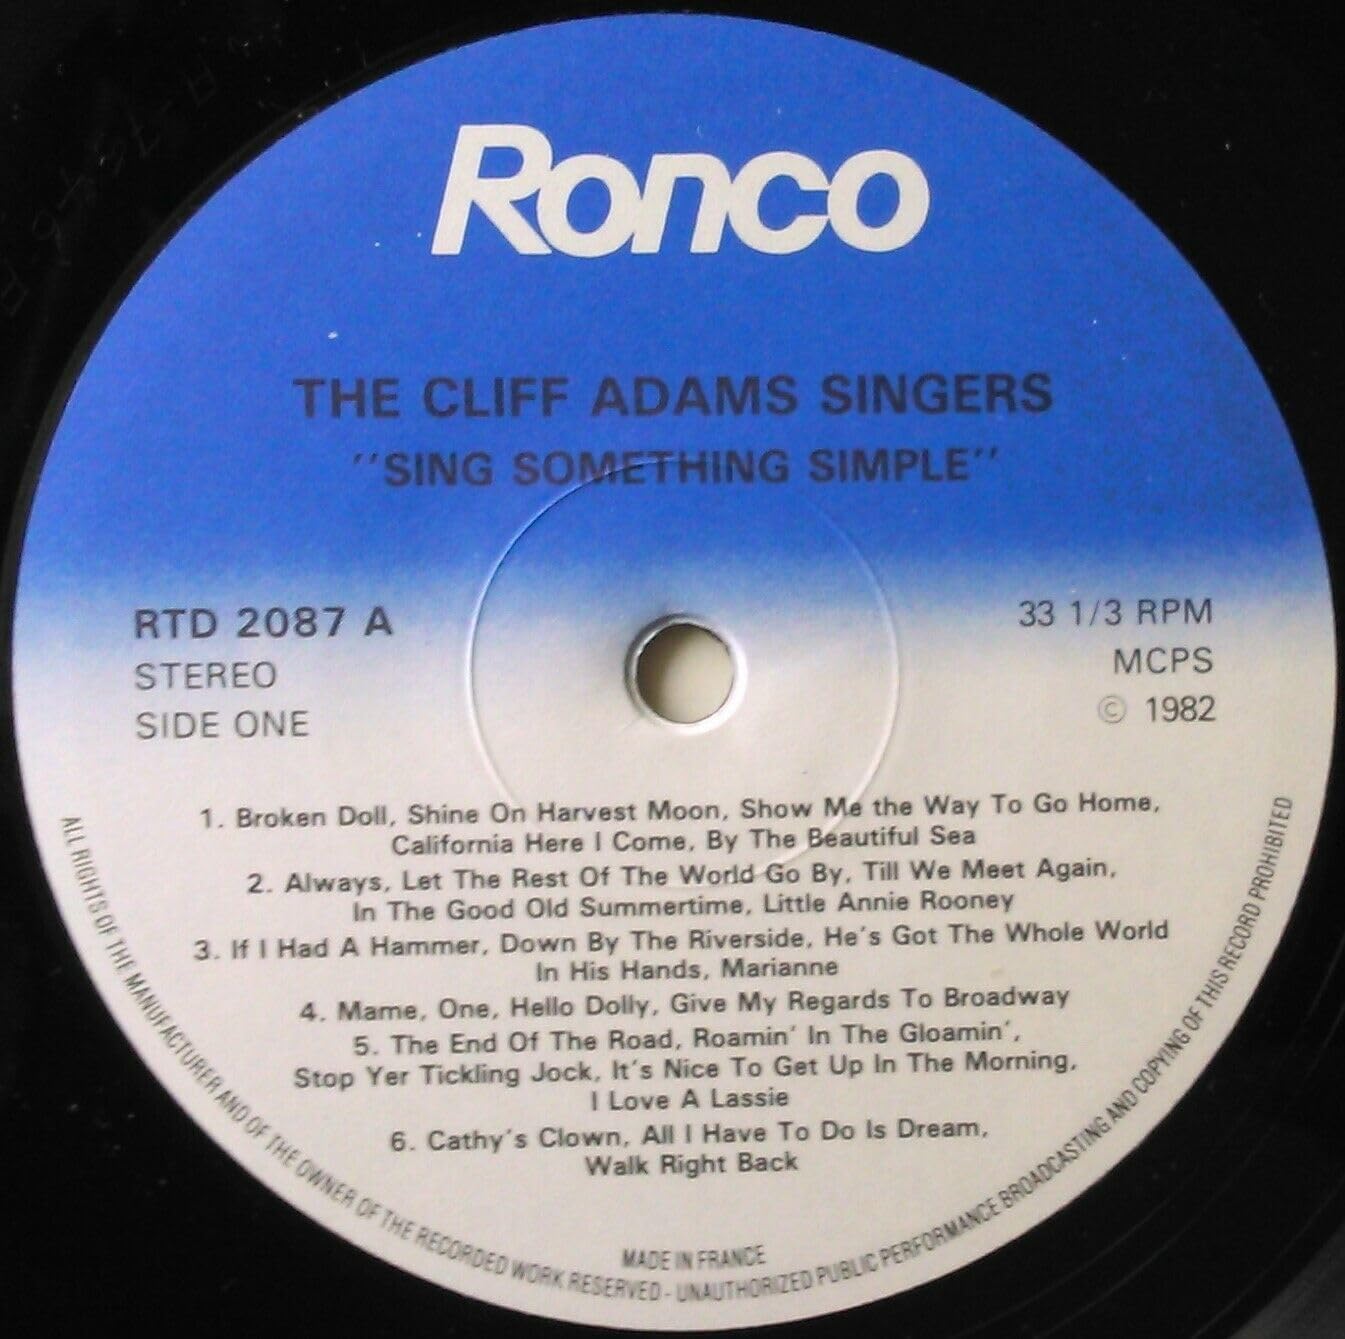 Ronco
THE CLIFF ADAMS SINGERS
''SING SOMETHING SIMPLE''
RTD 2087 A
STEREO
SIDE ONE
33 1/3 RPM
MCPS
© 1982
1. Broken Doll, Shine On Harvest Moon, Show Me the Way To Go Home,
California Here I Come, By The Beautiful Sea
2. Always, Let The Rest Of The World Go By, Till We Meet Again,
In The Good Old Summertime, Little Annie Rooney
3. If I Had A Hammer, Down By The Riverside, He's Got The Whole World
In His Hands, Marianne
4. Mame, One, Hello Dolly, Give My Regards To Broadway
5. The End Of The Road, Roamin' In The Gloamin',
Stop Yer Tickling Jock, It's Nice To Get Up In The Morning,
I Love A Lassie
6. Cathy's Clown, All I Have To Do Is Dream,
Walk Right Back
MADE IN FRANCE
ALL RIGHTS OF THE MANUFACTURER AND OF THE OWNER OF THE RECORDED WORK RESERVED - UNAUTHORIZED PUBLIC PERFORMANCE BROADCASTING AND COPYING OF THIS RECORD PROHIBITED